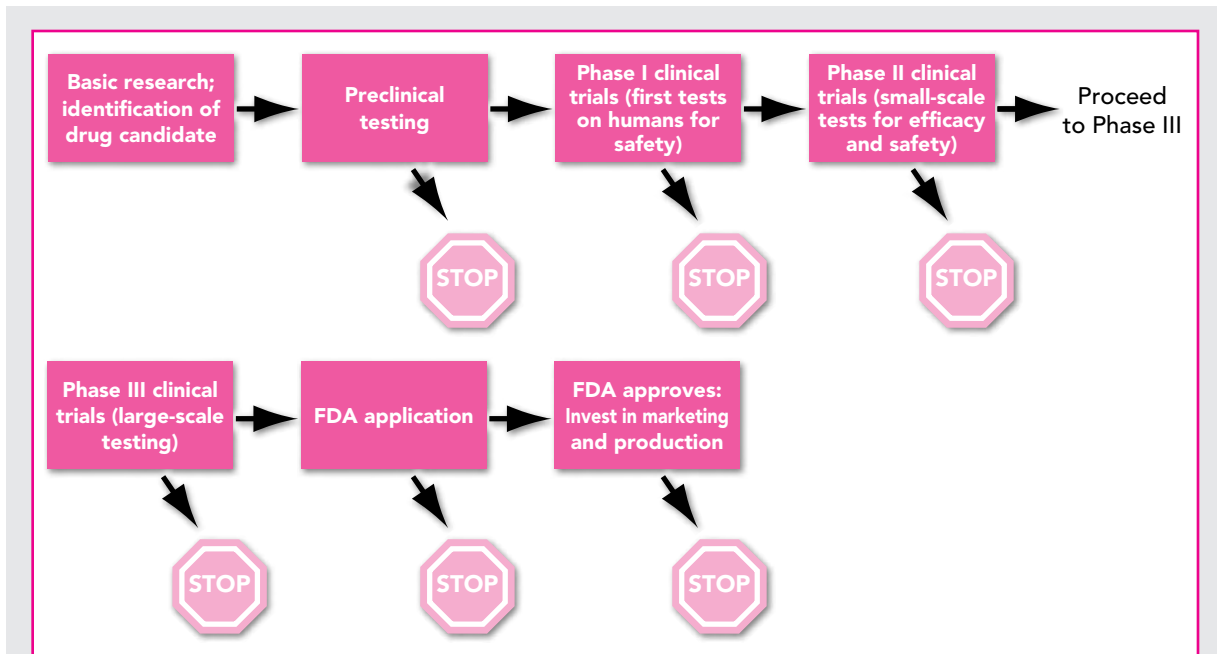 Basic research;
identification of
drug candidate
Preclinical
testing
Phase I clinical
trials (first tests
on humans for
safety)
Phase II clinical
trials (small-scale
tests for efficacy
and safety)
Proceed
to Phase III
STOP
STOP
STOP
Phase III clinical
trials (large-scale
testing)
FDA application
FDA approves:
Invest in marketing
and production
STOP
STOP
STOP